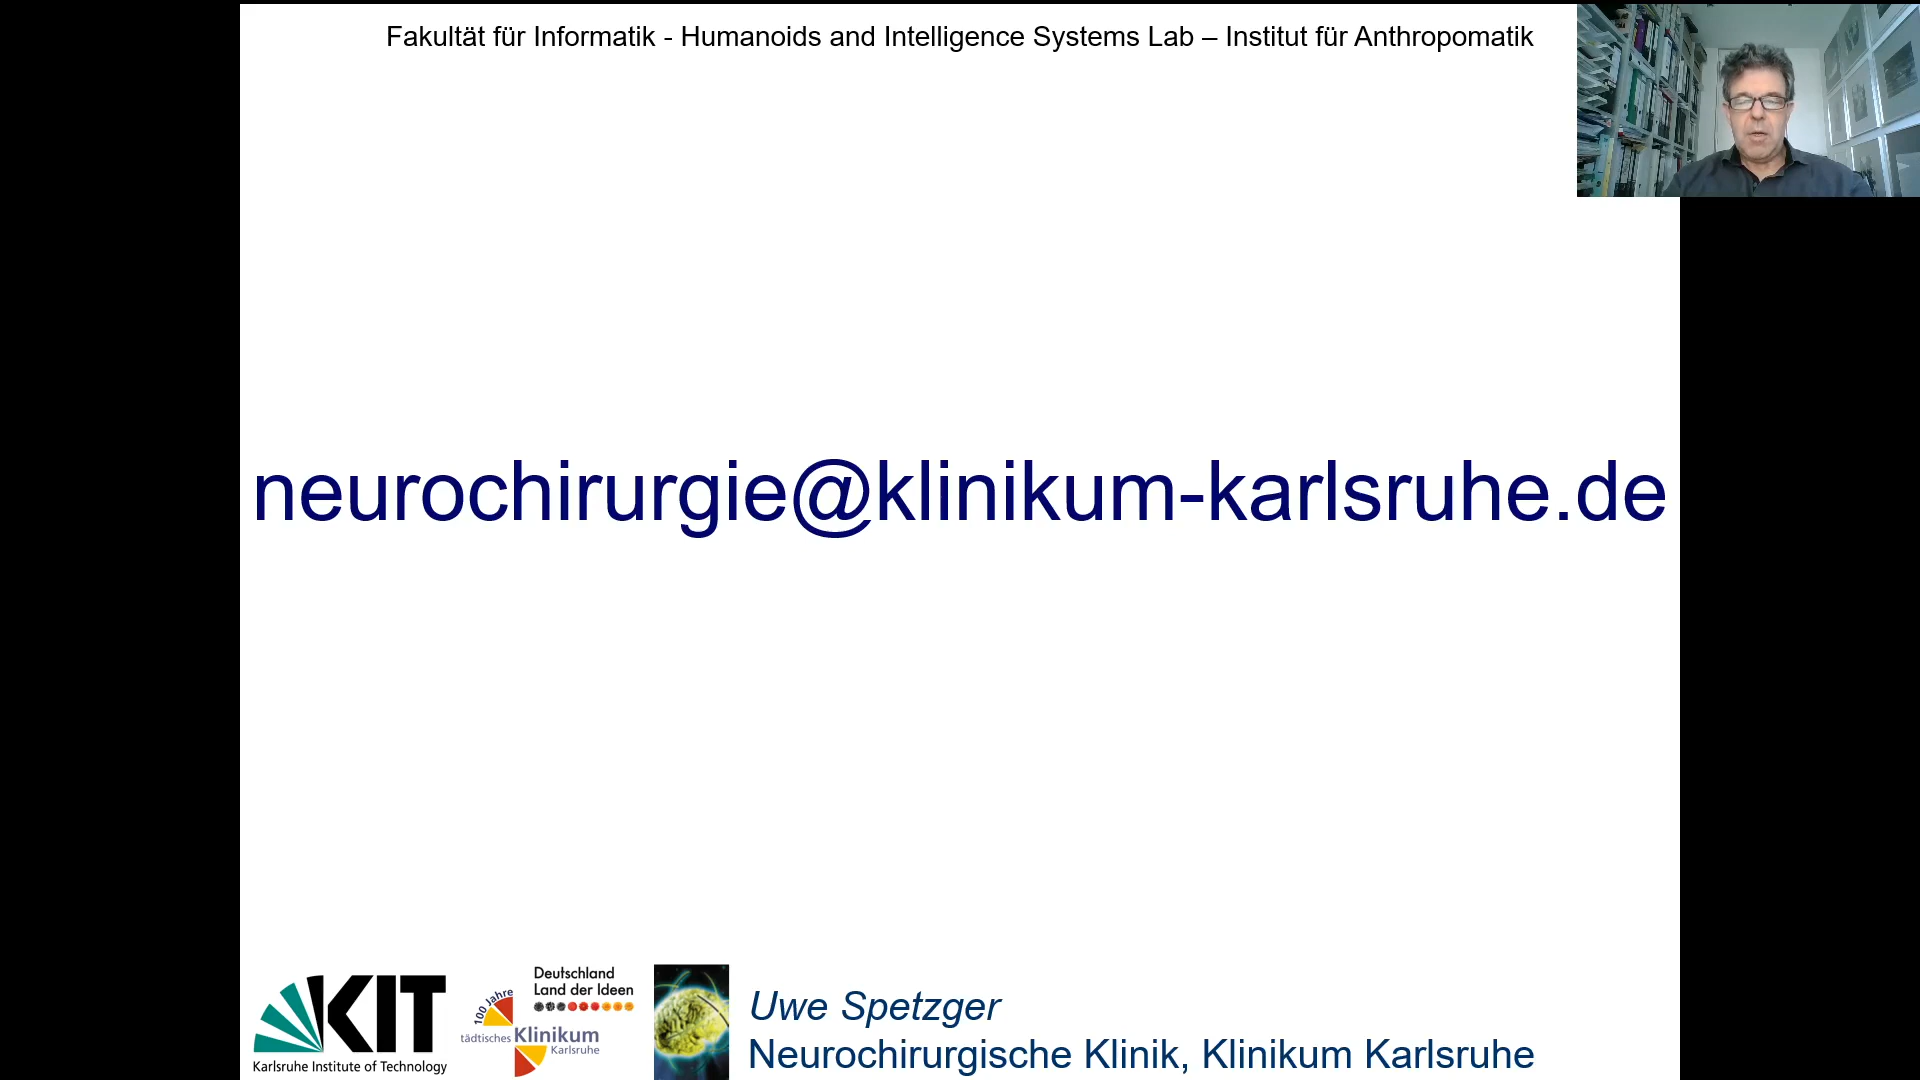 Fakultät für Informatik - Humanoids and Intelligence Systems Lab – Institut für Anthropomatik
neurochirurgie@klinikum-karlsruhe.de
KIT
Karlsruhe Institute of Technology
Deutschland
Land der Ideen
100 Jahre
tädtisches Klinikum
Karlsruhe
Uwe Spetzger
Neurochirurgische Klinik, Klinikum Karlsruhe